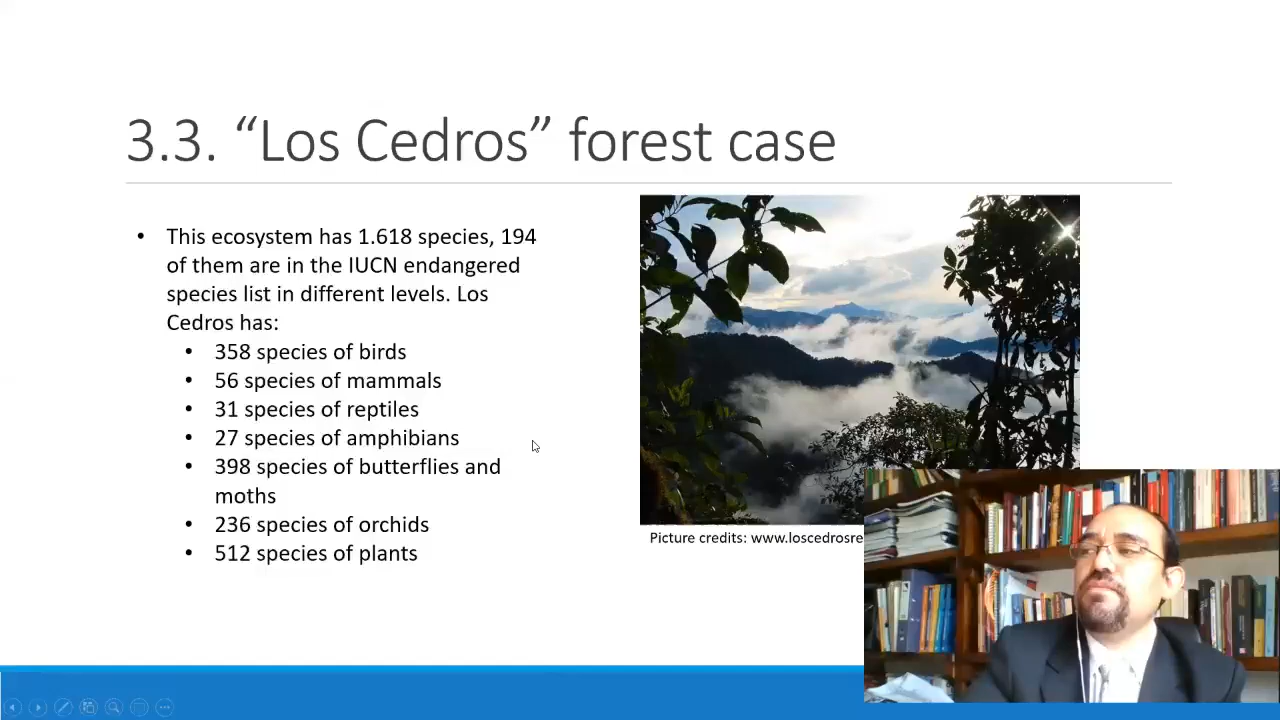 3.3. “Los Cedros” forest case
• This ecosystem has 1.618 species, 194
of them are in the IUCN endangered
species list in different levels. Los
Cedros has:
• 358 species of birds
• 56 species of mammals
• 31 species of reptiles
• 27 species of amphibians
• 398 species of butterflies and
moths
• 236 species of orchids
• 512 species of plants
Picture credits: www.loscedrosre